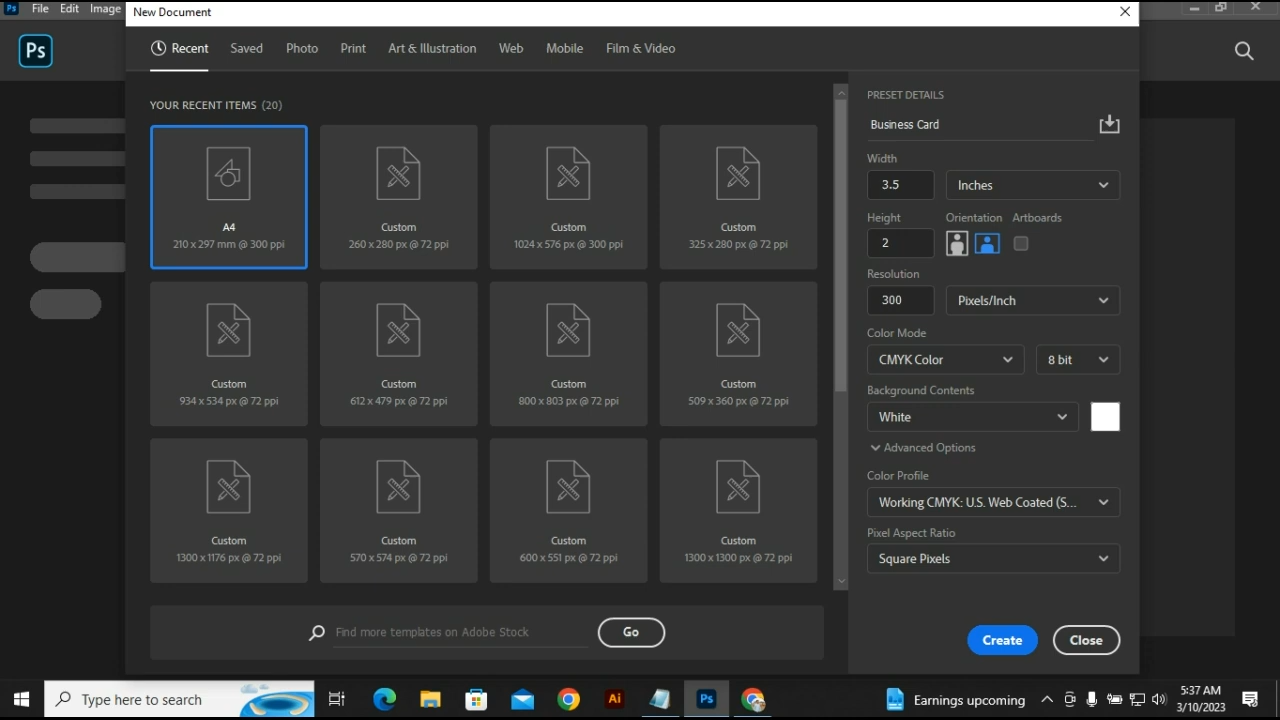 Ps File Edit Image
New Document
Ps
Recent Saved Photo Print Art & Illustration Web Mobile Film & Video
YOUR RECENT ITEMS (20)
A4
210 x 297 mm @ 300 ppi
Custom
260 x 280 px @ 72 ppi
Custom
1024 x 576 px @ 300 ppi
Custom
325 x 280 px @ 72 ppi
Custom
934 x 534 px @ 72 ppi
Custom
612 x 479 px @ 72 ppi
Custom
800 x 803 px @ 72 ppi
Custom
509 x 360 px @ 72 ppi
Custom
1300 x 1176 px @ 72 ppi
Custom
570 x 574 px @ 72 ppi
Custom
600 x 551 px @ 72 ppi
Custom
1300 x 1300 px @ 72 ppi
Find more templates on Adobe Stock Go
PRESET DETAILS
Business Card
Width
3.5 Inches
Height Orientation Artboards
2
Resolution
300 Pixels/Inch
Color Mode
CMYK Color 8 bit
Background Contents
White
Advanced Options
Color Profile
Working CMYK: U.S. Web Coated (S...
Pixel Aspect Ratio
Square Pixels
Create Close
Type here to search
Ai
Ps
Earnings upcoming
5:37 AM
3/10/2023